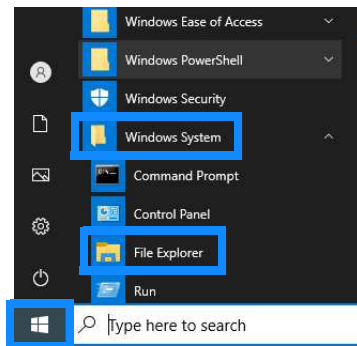 Windows Ease of Access
Windows PowerShell
Windows Security
Windows System
Command Prompt
Control Panel
File Explorer
Run
Type here to search